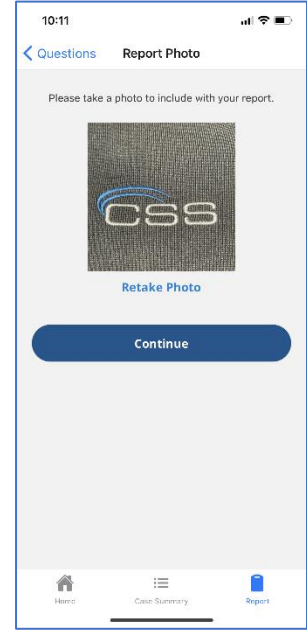 10:11
Questions Report Photo
Please take a photo to include with your report.
CSS
Retake Photo
Continue
Home Case Summary Report